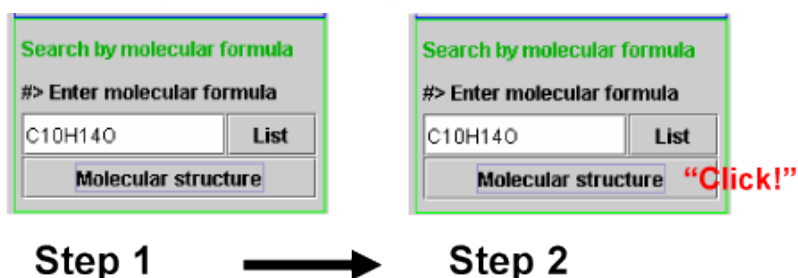 Search by molecular formula
#> Enter molecular formula
C10H14O List
Molecular structure
Step 1
Search by molecular formula
#> Enter molecular formula
C10H14O List
Molecular structure “Click!”
Step 2